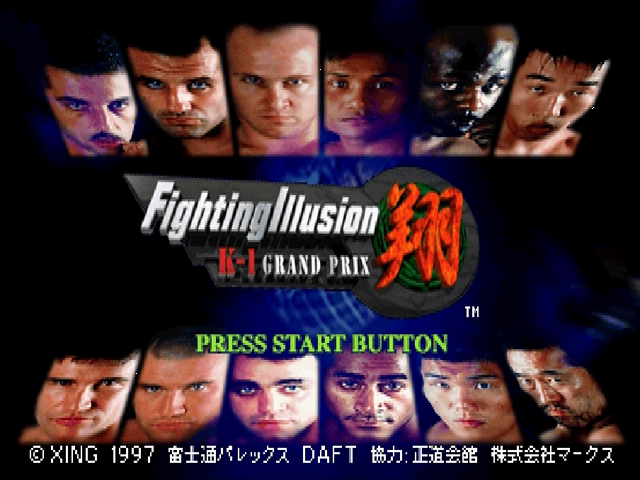 Fighting Illusion
K-1 GRAND PRIX
翔
TM
PRESS START BUTTON
© XING 1997 富士通パレックス DAFT 協力:正道会館 株式会社マークス